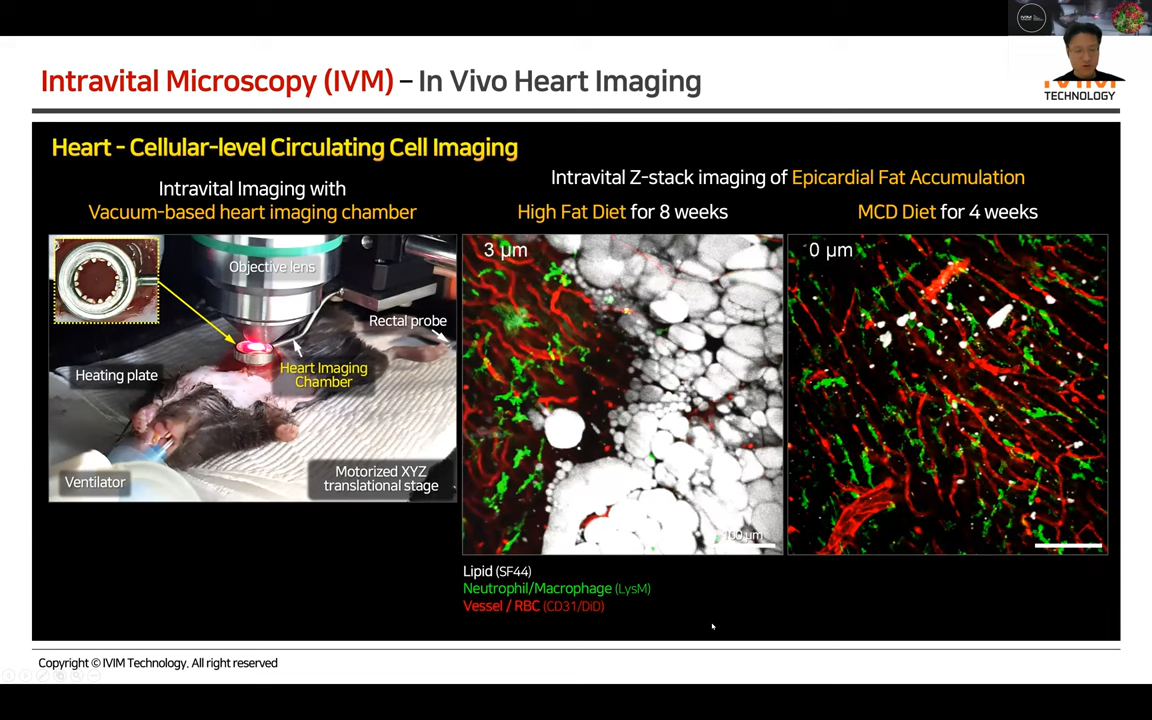 Intravital Microscopy (IVM) – In Vivo Heart Imaging
TECHNOLOGY
Heart - Cellular-level Circulating Cell Imaging
Intravital Imaging with
Vacuum-based heart imaging chamber
Intravital Z-stack imaging of Epicardial Fat Accumulation
High Fat Diet for 8 weeks
MCD Diet for 4 weeks
Objective lens
Rectal probe
Heating plate
Heart Imaging
Chamber
Ventilator
Motorized XYZ
translational stage
3 μm
100 μm
0 μm
Lipid (SF44)
Neutrophil/Macrophage (LysM)
Vessel / RBC (CD31/DiD)
Copyright © IVIM Technology. All right reserved